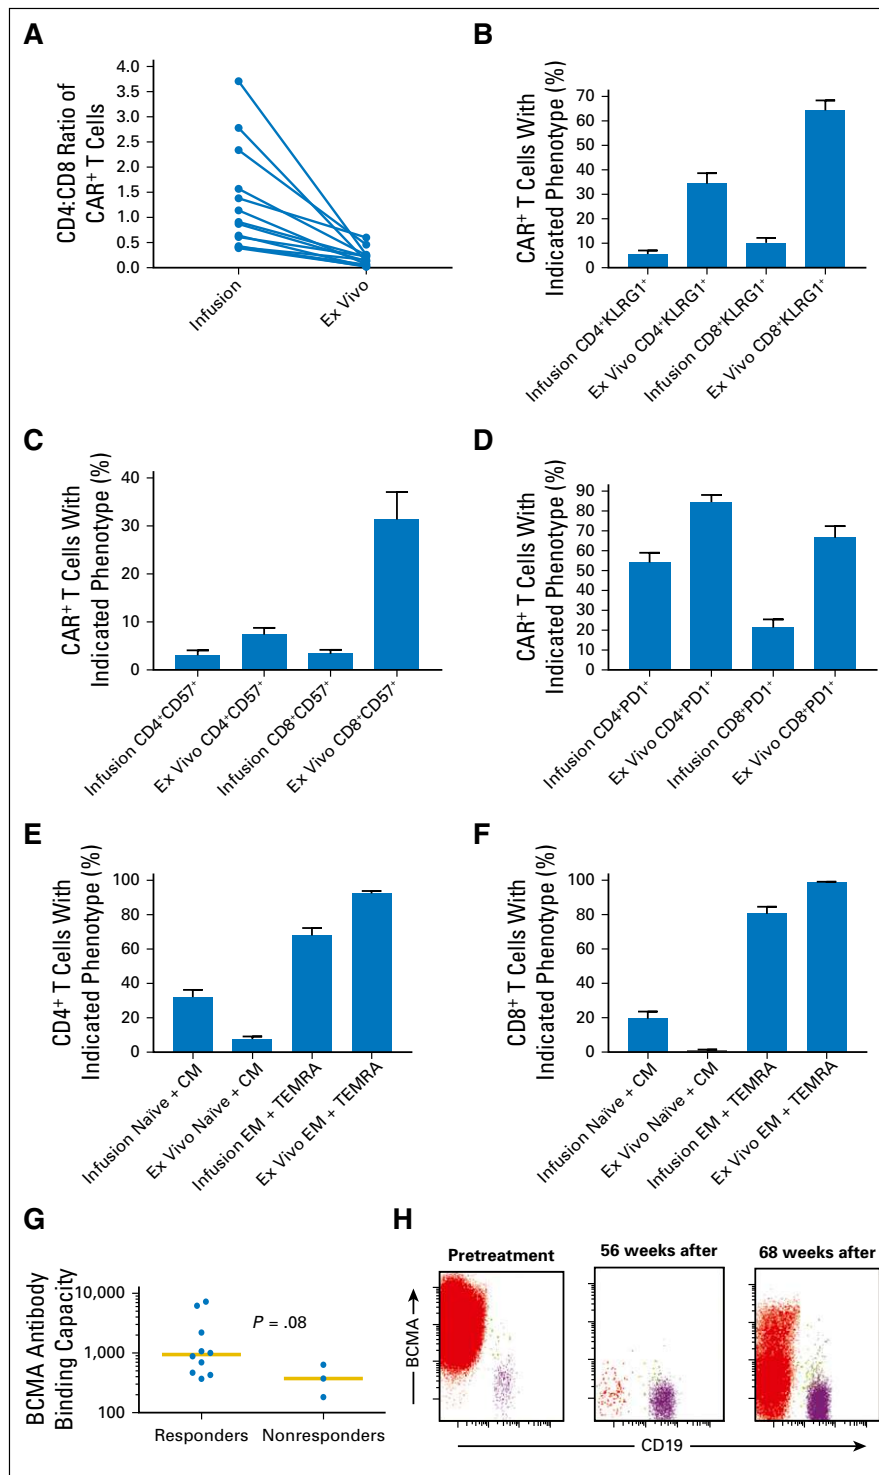 A
CD4:CD8 Ratio of
CAR+ T Cells
4.0
3.5
3.0
2.5
2.0
1.5
1.0
0.5
0.0
Infusion
Ex Vivo
B
CAR+ T Cells With
Indicated Phenotype (%)
70
60
50
40
30
20
10
0
Infusion CD4+KLRG1+
Ex Vivo CD4+KLRG1+
Infusion CD8+KLRG1+
Ex Vivo CD8+KLRG1+
C
CAR+ T Cells With
Indicated Phenotype (%)
40
30
20
10
0
Infusion CD4+CD57+
Ex Vivo CD4+CD57+
Infusion CD8+CD57+
Ex Vivo CD8+CD57+
D
CAR+ T Cells With
Indicated Phenotype (%)
90
80
70
60
50
40
30
20
10
0
Infusion CD4+PD1+
Ex Vivo CD4+PD1+
Infusion CD8+PD1+
Ex Vivo CD8+PD1+
E
CD4+ T Cells With
Indicated Phenotype (%)
100
80
60
40
20
0
Infusion Naïve + CM
Ex Vivo Naïve + CM
Infusion EM + TEMRA
Ex Vivo EM + TEMRA
F
CD8+ T Cells With
Indicated Phenotype (%)
100
80
60
40
20
0
Infusion Naïve + CM
Ex Vivo Naïve + CM
Infusion EM + TEMRA
Ex Vivo EM + TEMRA
G
BCMA Antibody
Binding Capacity
10,000
1,000
100
P = .08
Responders
Nonresponders
H
Pretreatment
56 weeks after
68 weeks after
BCMA
CD19